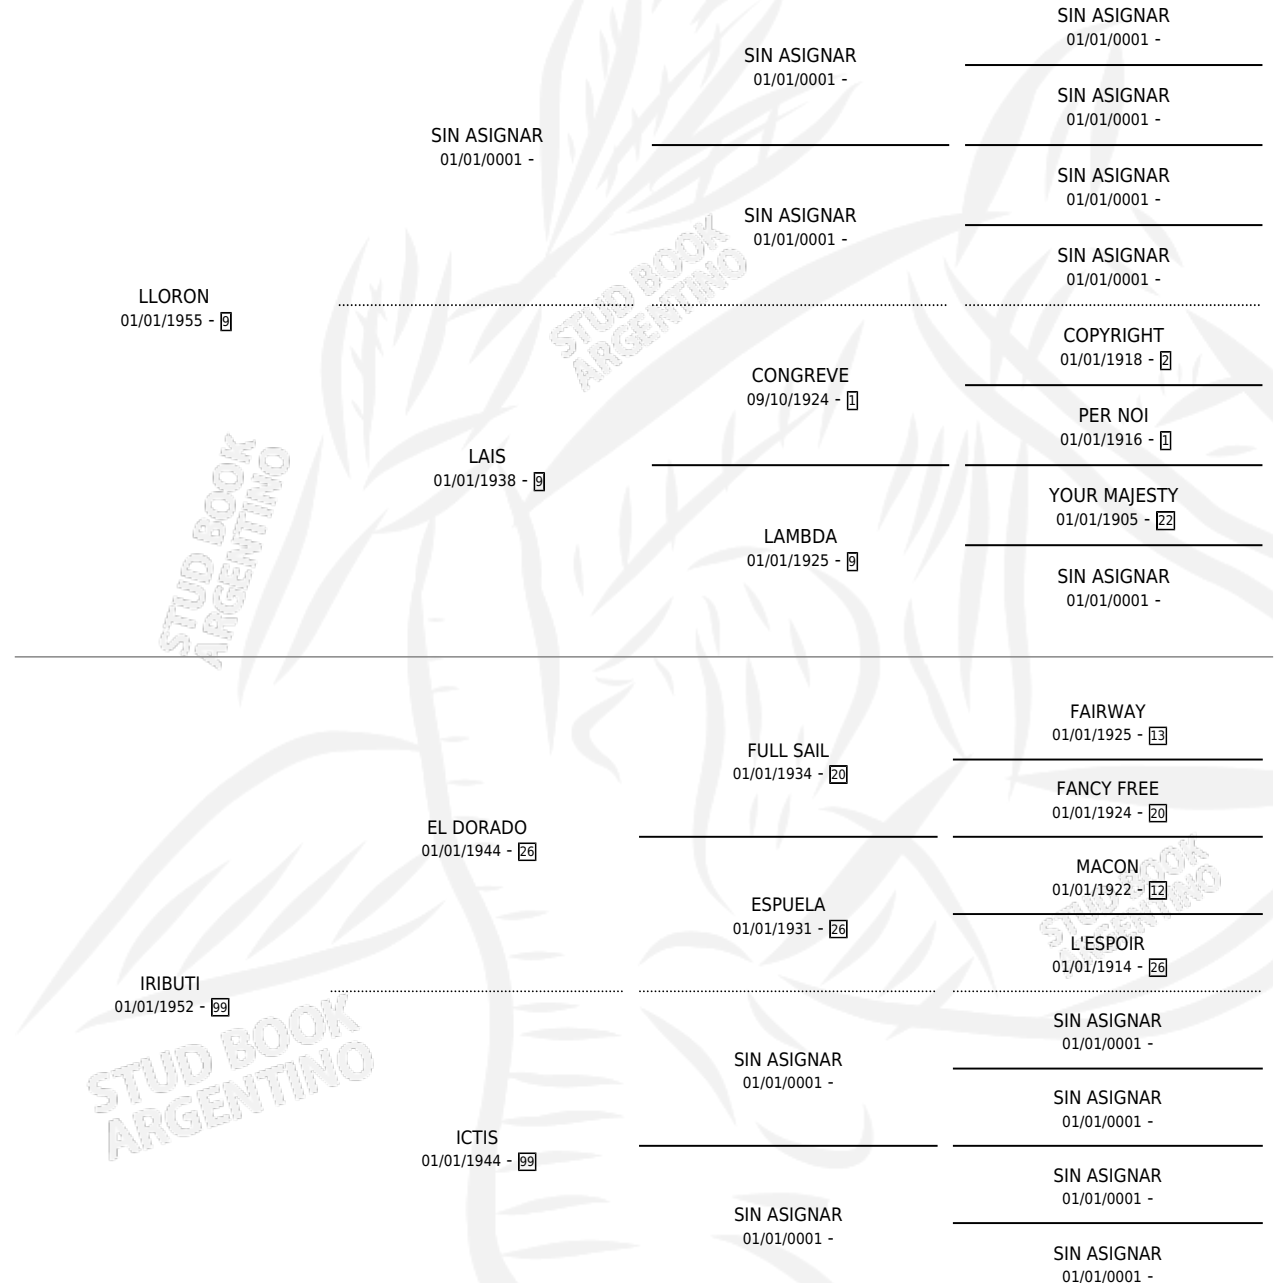 SIN ASIGNAR
01/01/0001 -
SIN ASIGNAR
01/01/0001 -
SIN ASIGNAR
01/01/0001 -
SIN ASIGNAR
01/01/0001 -
SIN ASIGNAR
01/01/0001 -
SIN ASIGNAR
01/01/0001 -
SIN ASIGNAR
01/01/0001 -
STUD BOOK
ARGENTINO
LLORON
01/01/1955 - 9
COPYRIGHT
01/01/1918 - 2
CONGREVE
09/10/1924 - 1
PER NOI
01/01/1916 - 1
LAIS
01/01/1938 - 9
YOUR MAJESTY
01/01/1905 - 22
LAMBDA
01/01/1925 - 9
SIN ASIGNAR
01/01/0001 -
STUD BOOK
ARGENTINO
FAIRWAY
01/01/1925 - 13
FULL SAIL
01/01/1934 - 20
FANCY FREE
01/01/1924 - 20
EL DORADO
01/01/1944 - 26
MACON
01/01/1922 - 12
ESPUELA
01/01/1931 - 26
L'ESPOIR
01/01/1914 - 26
STUD BOOK
ARGENTINO
IRIBUTI
01/01/1952 - 99
SIN ASIGNAR
01/01/0001 -
SIN ASIGNAR
01/01/0001 -
SIN ASIGNAR
01/01/0001 -
STUD BOOK
ARGENTINO
ICTIS
01/01/1944 - 99
SIN ASIGNAR
01/01/0001 -
SIN ASIGNAR
01/01/0001 -
SIN ASIGNAR
01/01/0001 -